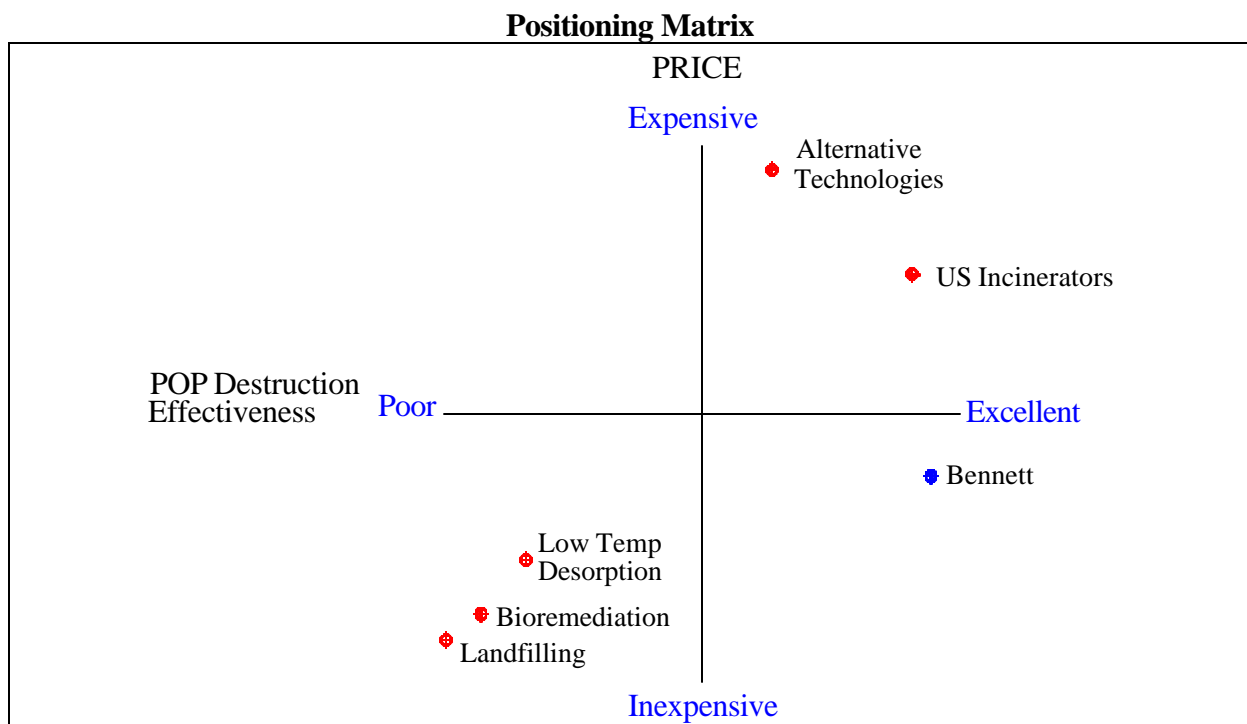 Positioning Matrix
PRICE
Expensive
Alternative
Technologies
US Incinerators
POP Destruction
Effectiveness
Poor
Excellent
Bennett
Low Temp
Desorption
Bioremediation
Landfilling
Inexpensive